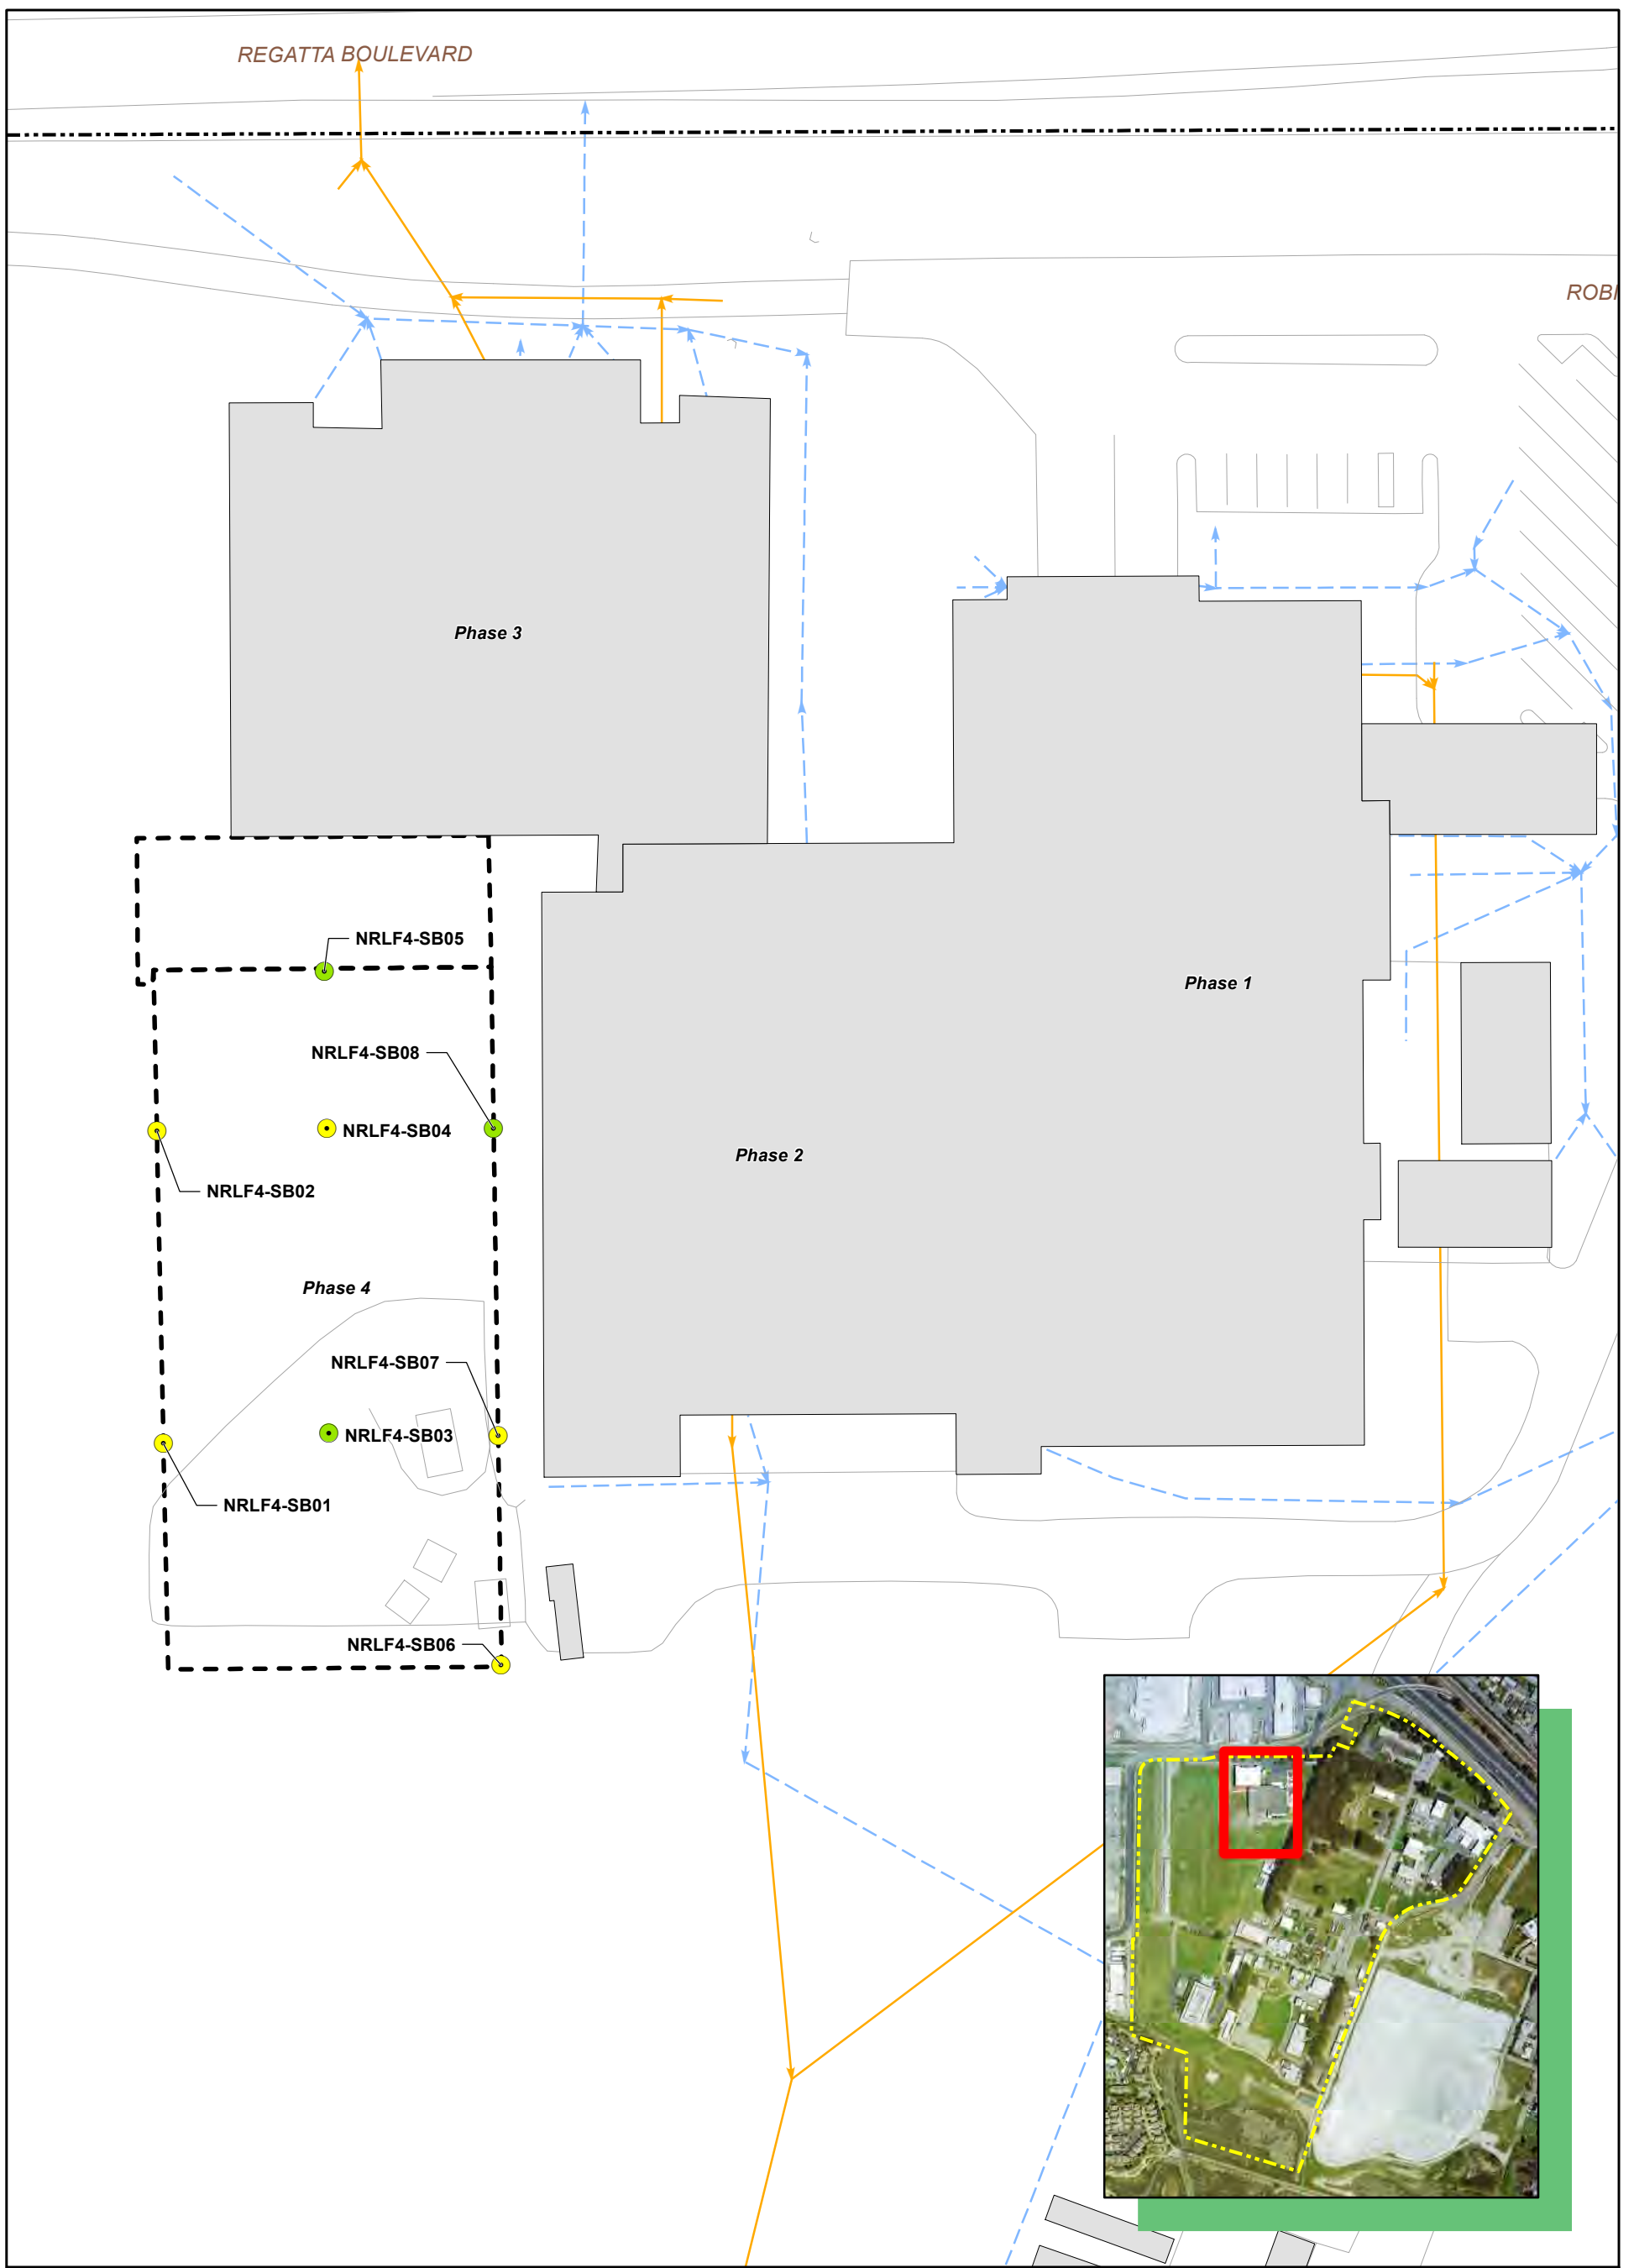 REGATTA BOULEVARD
ROBI
Phase 3
NRLF4-SB05
Phase 1
NRLF4-SB08
NRLF4-SB04
Phase 2
NRLF4-SB02
Phase 4
NRLF4-SB07
NRLF4-SB03
NRLF4-SB01
NRLF4-SB06